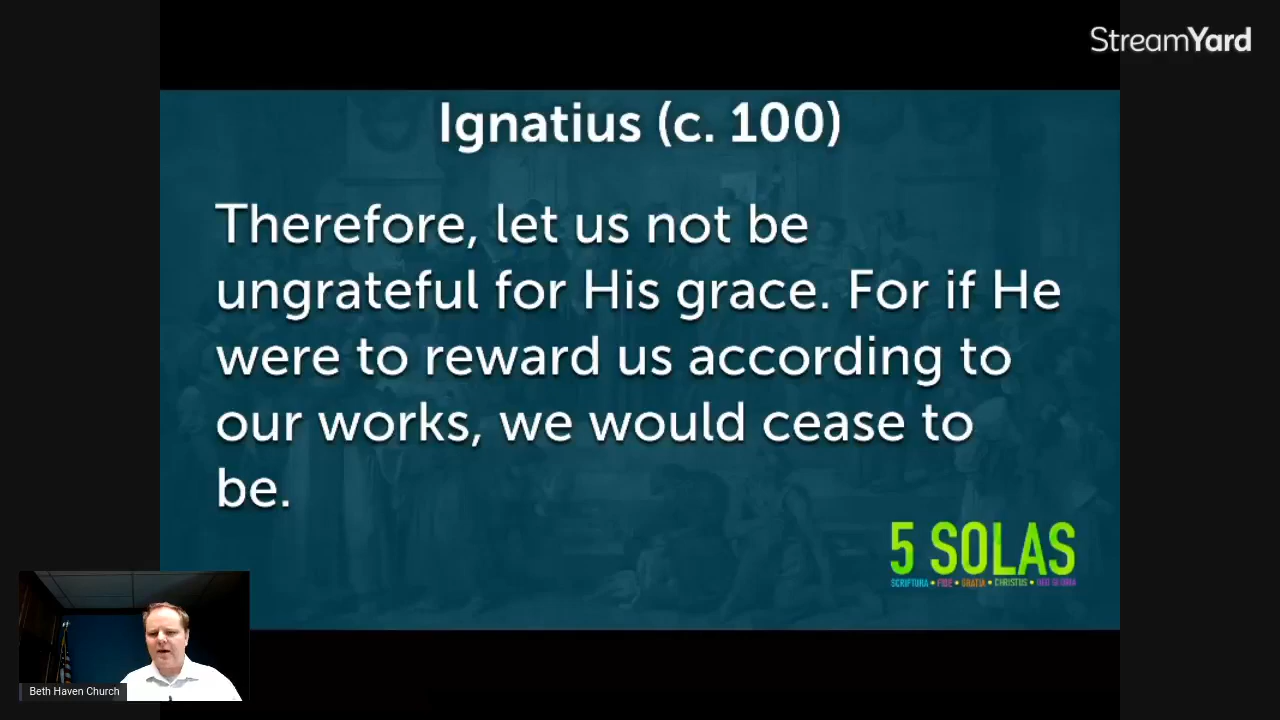 StreamYard
Ignatius (c. 100)
Therefore, let us not be
ungrateful for His grace. For if He
were to reward us according to
our works, we would cease to
be.
5 SOLAS
SCRIPTURA • FIDE • GRATIA • CHRISTUS • DEO GLORIA
Beth Haven Church